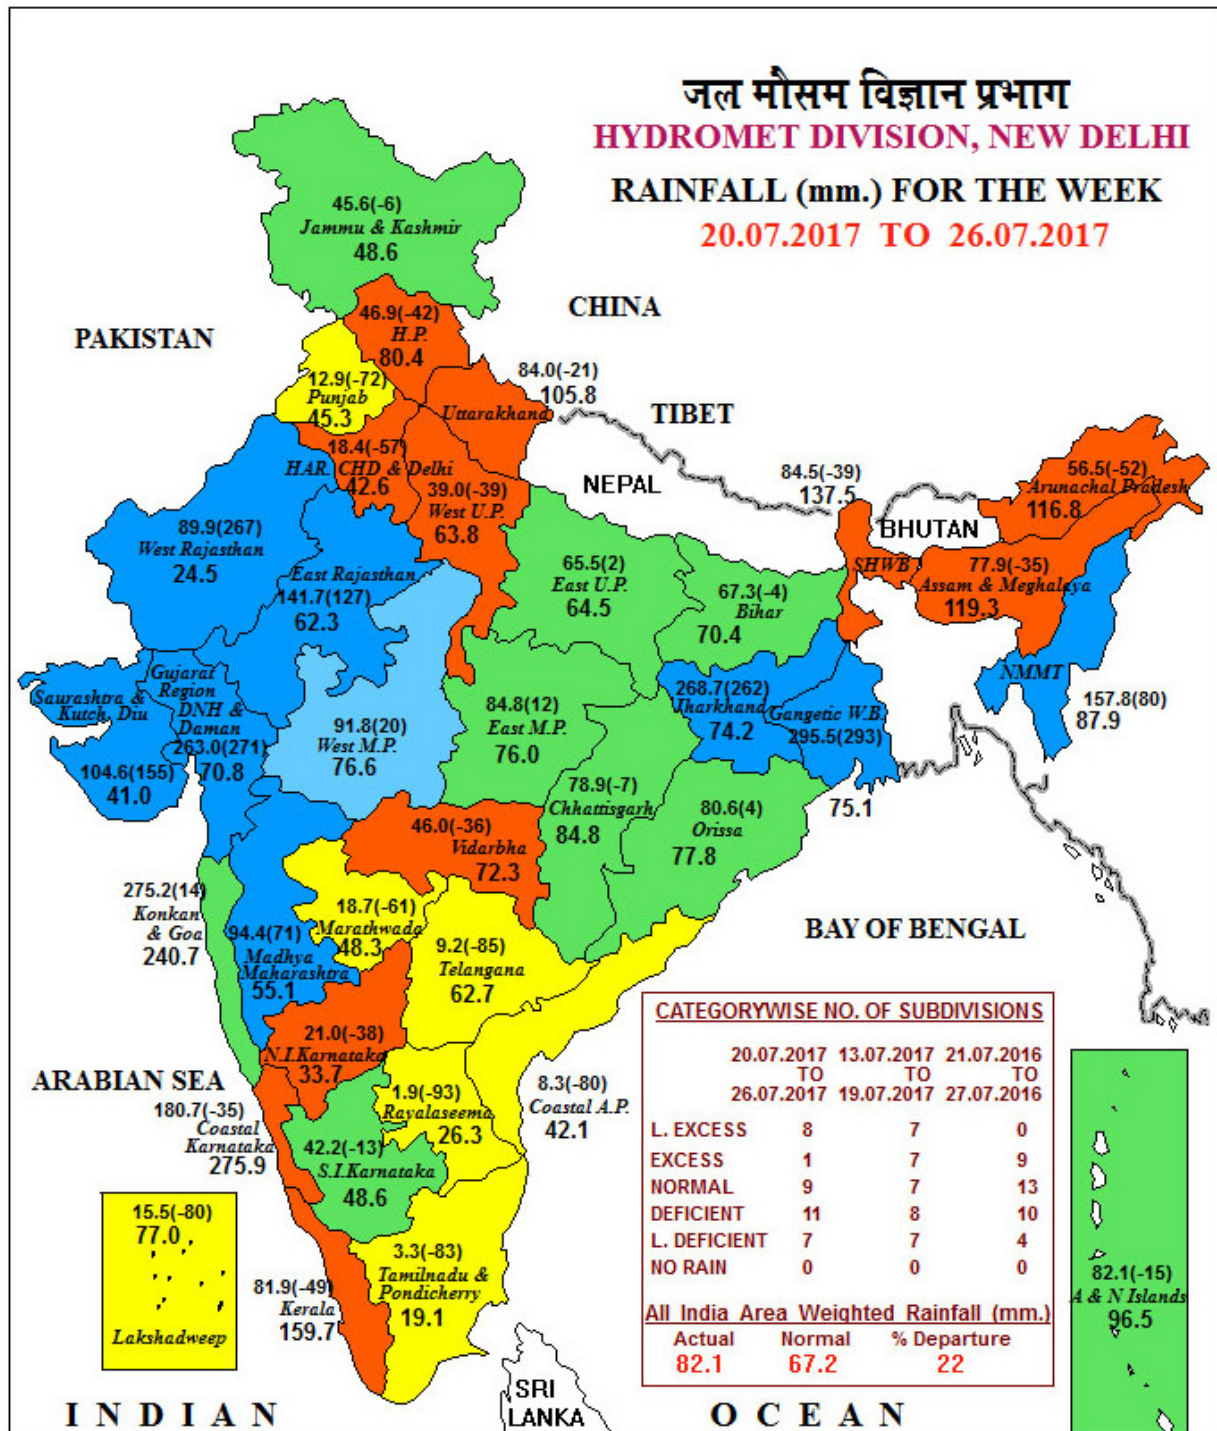 जल मौसम विज्ञान प्रभाग
HYDROMET DIVISION, NEW DELHI
RAINFALL (mm.) FOR THE WEEK
20.07.2017 TO 26.07.2017
45.6(-6)
Jammu & Kashmir
48.6
CHINA
PAKISTAN
46.9(-42)
H.P.
80.4
12.9(-72)
Punjab
45.3
84.0(-21)
105.8
Uttarakhand
TIBET
18.4(-57)
HAR. CHD & Delhi
42.6
39.0(-39)
West U.P.
63.8
NEPAL
84.5(-39)
137.5
SHWB
BHUTAN
56.5(-52)
Arunachal Pradesh
116.8
77.9(-35)
Assam & Meghalaya
119.3
NMMT
157.8(80)
87.9
89.9(267)
West Rajasthan
24.5
East Rajasthan
141.7(127)
62.3
65.5(2)
East U.P.
64.5
67.3(-4)
Bihar
70.4
Saurashtra &
Kutch, Diu
104.6(155)
41.0
Gujarat
Region
DNH &
Daman
263.0(271)
70.8
91.8(20)
West M.P.
76.6
84.8(12)
East M.P.
76.0
268.7(262)
Jharkhand
74.2
Gangetic W.B.
295.5(293)
75.1
78.9(-7)
Chhattisgarh
84.8
80.6(4)
Orissa
77.8
46.0(-36)
Vidarbha
72.3
275.2(14)
Konkan
& Goa
240.7
94.4(71)
Madhya
Maharashtra
55.1
18.7(-61)
Marathwada
48.3
9.2(-85)
Telangana
62.7
BAY OF BENGAL
21.0(-38)
N.I.Karnataka
33.7
ARABIAN SEA
180.7(-35)
Coastal
Karnataka
275.9
1.9(-93)
Rayalaseema
26.3
8.3(-80)
Coastal A.P.
42.1
42.2(-13)
S.I.Karnataka
48.6
15.5(-80)
77.0
Lakshadweep
81.9(-49)
Kerala
159.7
3.3(-83)
Tamilnadu &
Pondicherry
19.1
CATEGORYWISE NO. OF SUBDIVISIONS
20.07.2017 13.07.2017 21.07.2016
TO TO TO
26.07.2017 19.07.2017 27.07.2016
L. EXCESS 8 7 0
EXCESS 1 7 9
NORMAL 9 7 13
DEFICIENT 11 8 10
L. DEFICIENT 7 7 4
NO RAIN 0 0 0
All India Area Weighted Rainfall (mm.)
Actual Normal % Departure
82.1 67.2 22
82.1(-15)
A & N Islands
96.5
SRI
LANKA
INDIAN OCEAN